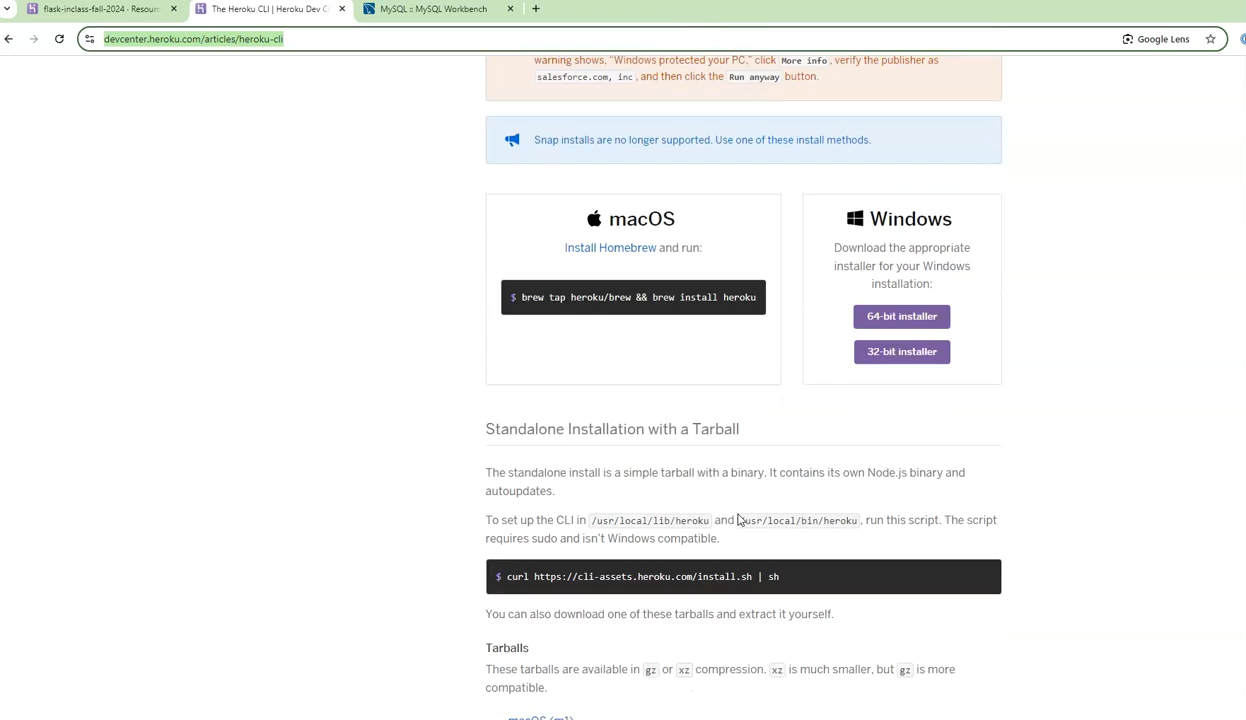 flask-inclass-fall-2024 - Resour
The Heroku CLI | Heroku Dev C
MySQL :: MySQL Workbench
devcenter.heroku.com/articles/heroku-cli
Google Lens
warning shows, "Windows protected your PC," click More info, verify the publisher as
salesforce.com, inc, and then click the Run anyway button.
Snap installs are no longer supported. Use one of these install methods.
macOS
Install Homebrew and run:
$ brew tap heroku/brew && brew install heroku
Windows
Download the appropriate
installer for your Windows
installation:
64-bit installer
32-bit installer
Standalone Installation with a Tarball
The standalone install is a simple tarball with a binary. It contains its own Node.js binary and
autoupdates.
To set up the CLI in /usr/local/lib/heroku and /usr/local/bin/heroku, run this script. The script
requires sudo and isn't Windows compatible.
$ curl https://cli-assets.heroku.com/install.sh | sh
You can also download one of these tarballs and extract it yourself.
Tarballs
These tarballs are available in gz or xz compression. xz is much smaller, but gz is more
compatible.
macOS (m1)